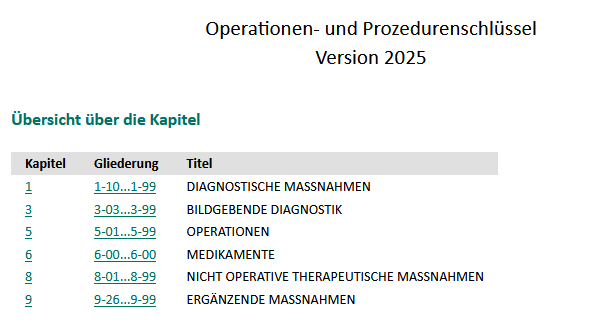 Operationen- und Prozedurenschlüssel
Version 2025
Übersicht über die Kapitel
Kapitel Gliederung Titel
1 1-10...1-99 DIAGNOSTISCHE MASSNAHMEN
3 3-03...3-99 BILDGEBENDE DIAGNOSTIK
5 5-01...5-99 OPERATIONEN
6 6-00...6-00 MEDIKAMENTE
8 8-01...8-99 NICHT OPERATIVE THERAPEUTISCHE MASSNAHMEN
9 9-26...9-99 ERGÄNZENDE MASSNAHMEN